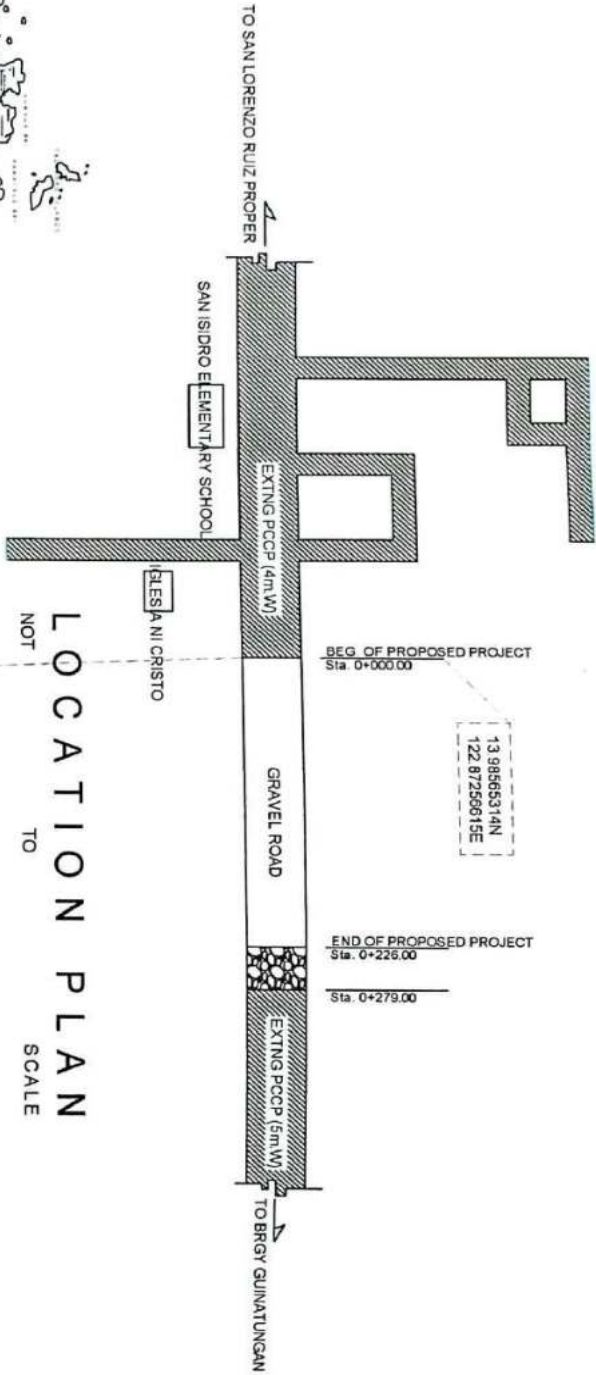 TO SAN LORENZO RUIZ PROPER
SAN ISIDRO ELEMENTARY SCHOOL
EXTNG PCCP (4m.W)
IGLESIA NI CRISTO
BEG. OF PROPOSED PROJECT
Sta. 0+000.00
13.98565314N
122.87256615E
GRAVEL ROAD
END OF PROPOSED PROJECT
Sta. 0+226.00
Sta. 0+279.00
EXTNG PCCP (5m.W)
TO BRGY GUINATUNGAN
LOCATION PLAN
NOT TO SCALE